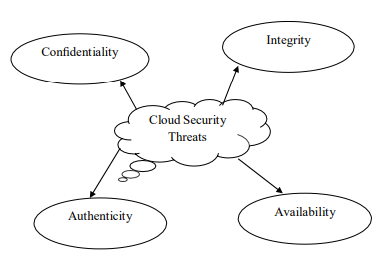 Confidentiality
Integrity
Cloud Security
Threats
Authenticity
Availability